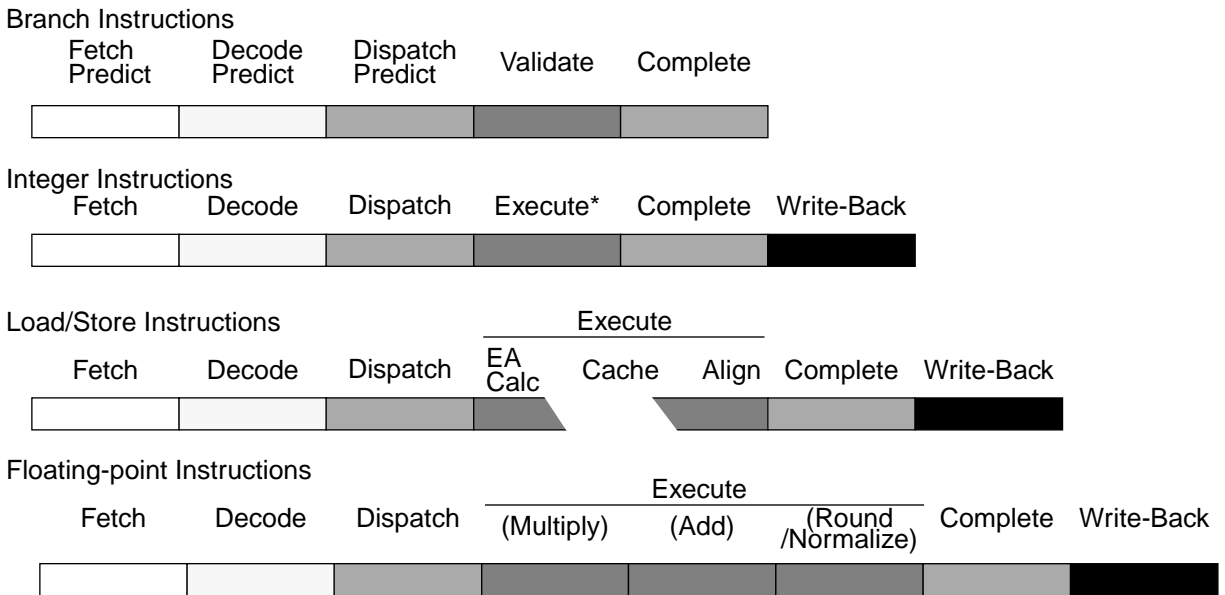 Branch Instructions
Fetch Decode Dispatch
Predict Predict Predict Validate Complete
Integer Instructions
Fetch Decode Dispatch Execute* Complete Write-Back
Load/Store Instructions Execute
Fetch Decode Dispatch EA Cache Align Complete Write-Back
Calc
Floating-point Instructions
Execute
Fetch Decode Dispatch (Multiply) (Add) (Round Complete Write-Back
/Normalize)